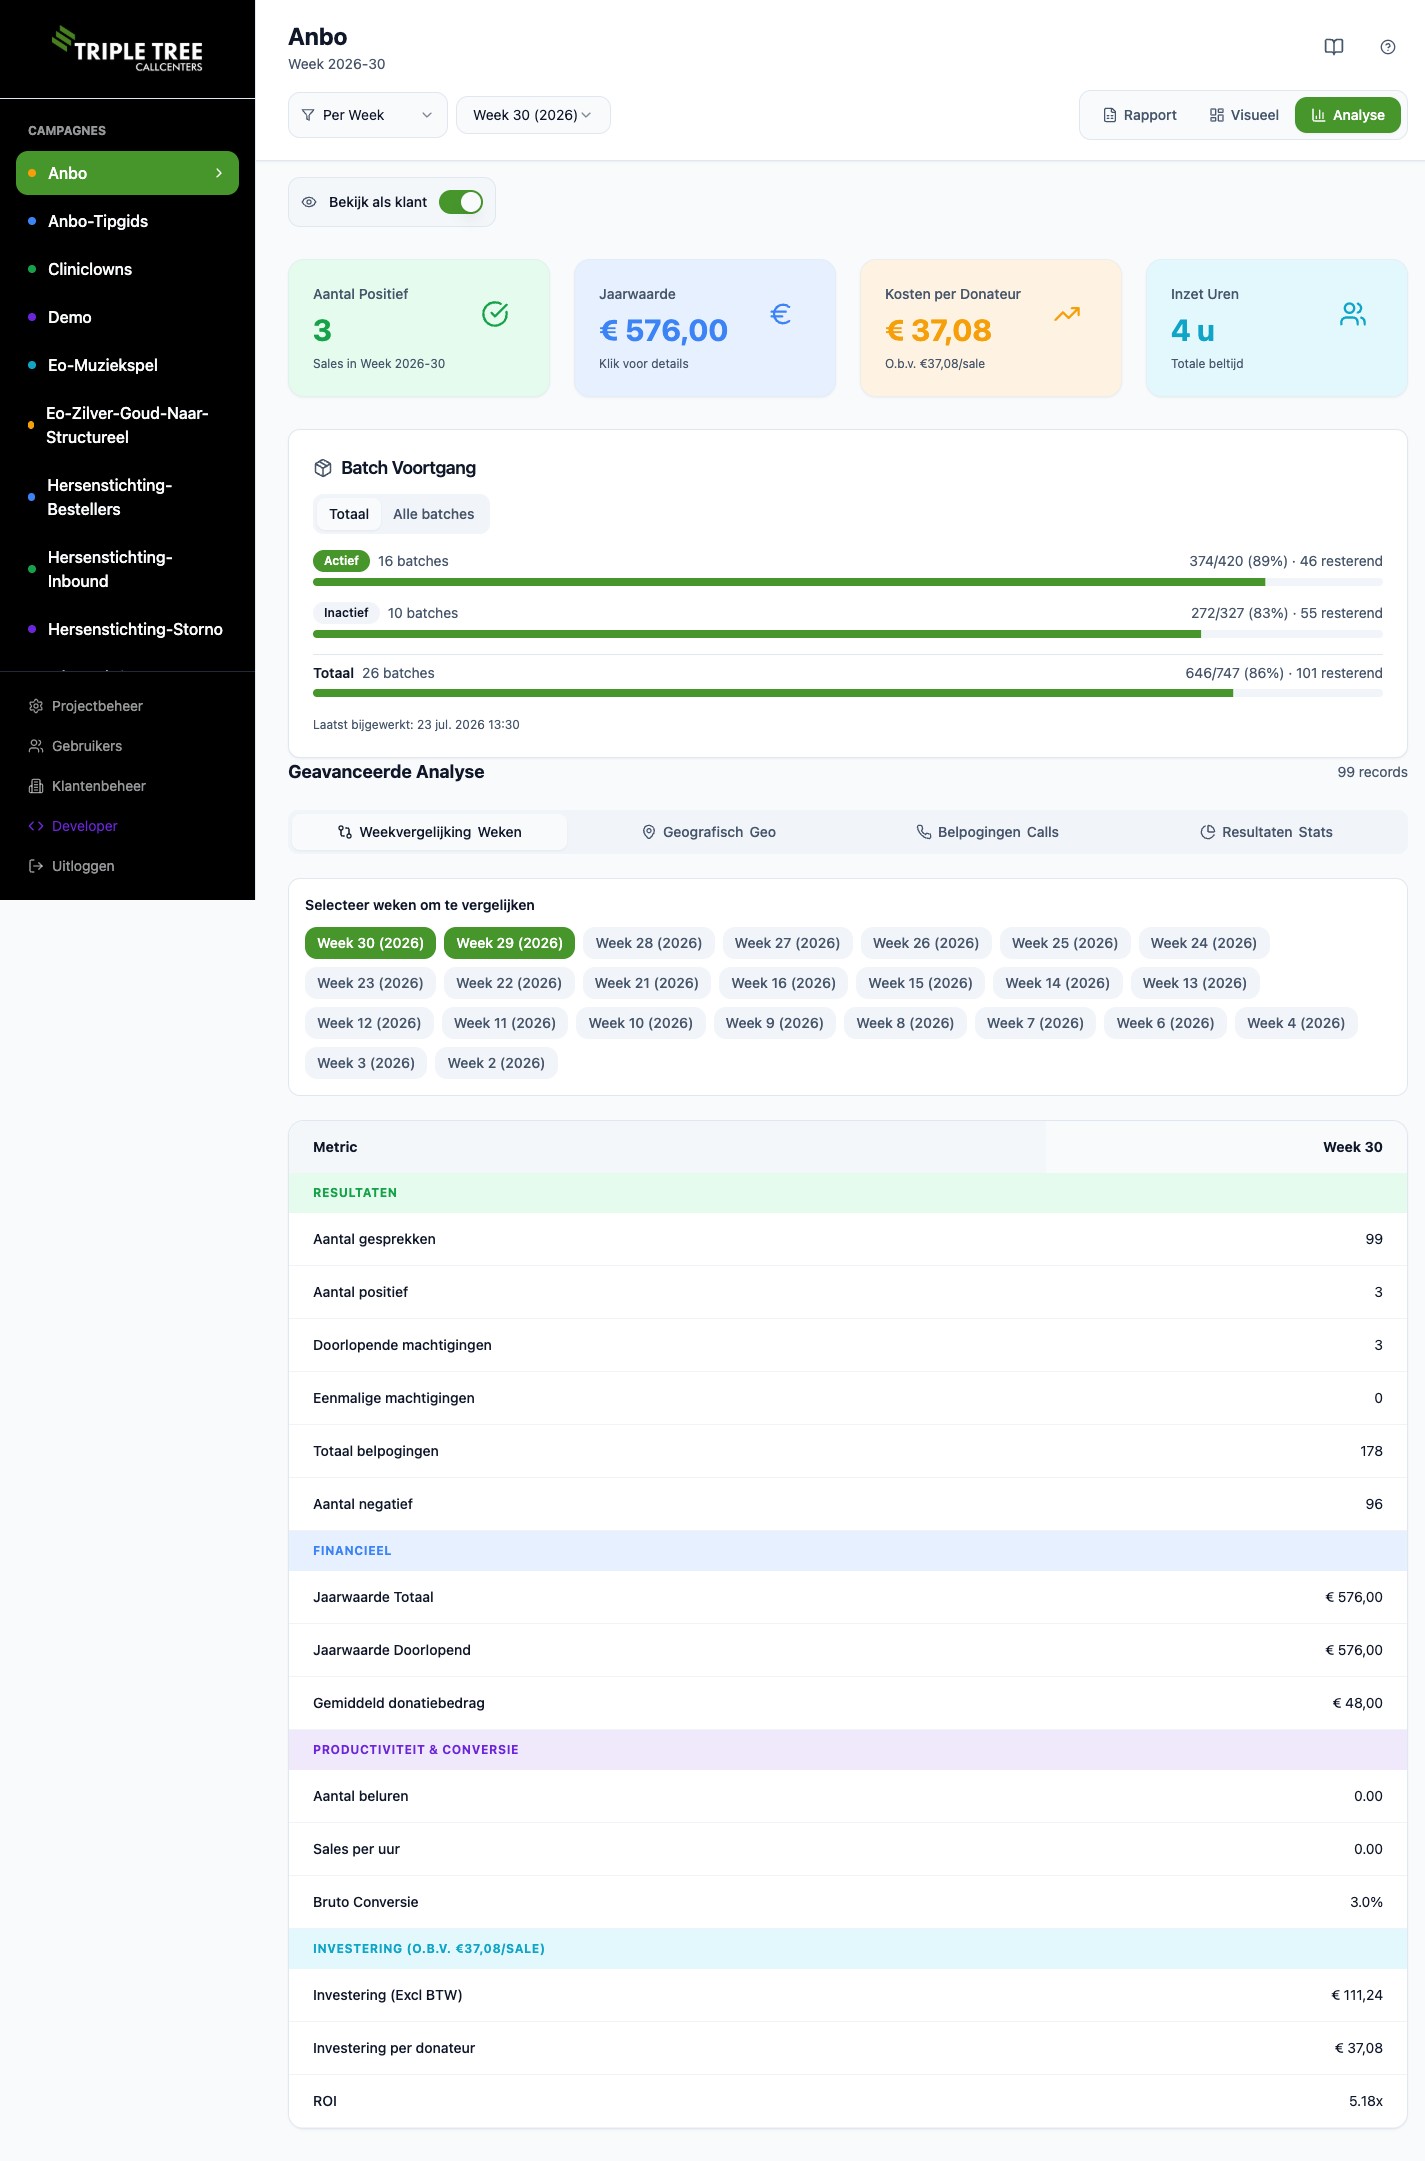 TRIPLE TREE
CALLCENTERS
CAMPAGNES
Anbo
Anbo-Tipgids
Cliniclowns
Demo
Eo-Muziekspel
Eo-Zilver-Goud-Naar-
Structureel
Hersenstichting-
Bestellers
Hersenstichting-
Inbound
Hersenstichting-Storno
Projectbeheer
Gebruikers
Klantenbeheer
Developer
Uitloggen
Anbo
Week 2026-30
Per Week
Week 30 (2026)
Rapport
Visueel
Analyse
Bekijk als klant
Aantal Positief
3
Sales in Week 2026-30
Jaarwaarde
€ 576,00
Klik voor details
Kosten per Donateur
€ 37,08
O.b.v. €37,08/sale
Inzet Uren
4 u
Totale beltijd
Batch Voortgang
Totaal Alle batches
Actief 16 batches 374/420 (89%) · 46 resterend
Inactief 10 batches 272/327 (83%) · 55 resterend
Totaal 26 batches 646/747 (86%) · 101 resterend
Laatst bijgewerkt: 23 jul. 2026 13:30
Geavanceerde Analyse 99 records
Weekvergelijking Weken Geografisch Geo Belpogingen Calls Resultaten Stats
Selecteer weken om te vergelijken
Week 30 (2026) Week 29 (2026) Week 28 (2026) Week 27 (2026) Week 26 (2026) Week 25 (2026) Week 24 (2026)
Week 23 (2026) Week 22 (2026) Week 21 (2026) Week 16 (2026) Week 15 (2026) Week 14 (2026) Week 13 (2026)
Week 12 (2026) Week 11 (2026) Week 10 (2026) Week 9 (2026) Week 8 (2026) Week 7 (2026) Week 6 (2026) Week 4 (2026)
Week 3 (2026) Week 2 (2026)
Metric Week 30
RESULTATEN
Aantal gesprekken 99
Aantal positief 3
Doorlopende machtigingen 3
Eenmalige machtigingen 0
Totaal belpogingen 178
Aantal negatief 96
FINANCIEEL
Jaarwaarde Totaal € 576,00
Jaarwaarde Doorlopend € 576,00
Gemiddeld donatiebedrag € 48,00
PRODUCTIVITEIT & CONVERSIE
Aantal beluren 0.00
Sales per uur 0.00
Bruto Conversie 3.0%
INVESTERING (O.B.V. €37,08/SALE)
Investering (Excl BTW) € 111,24
Investering per donateur € 37,08
ROI 5.18x